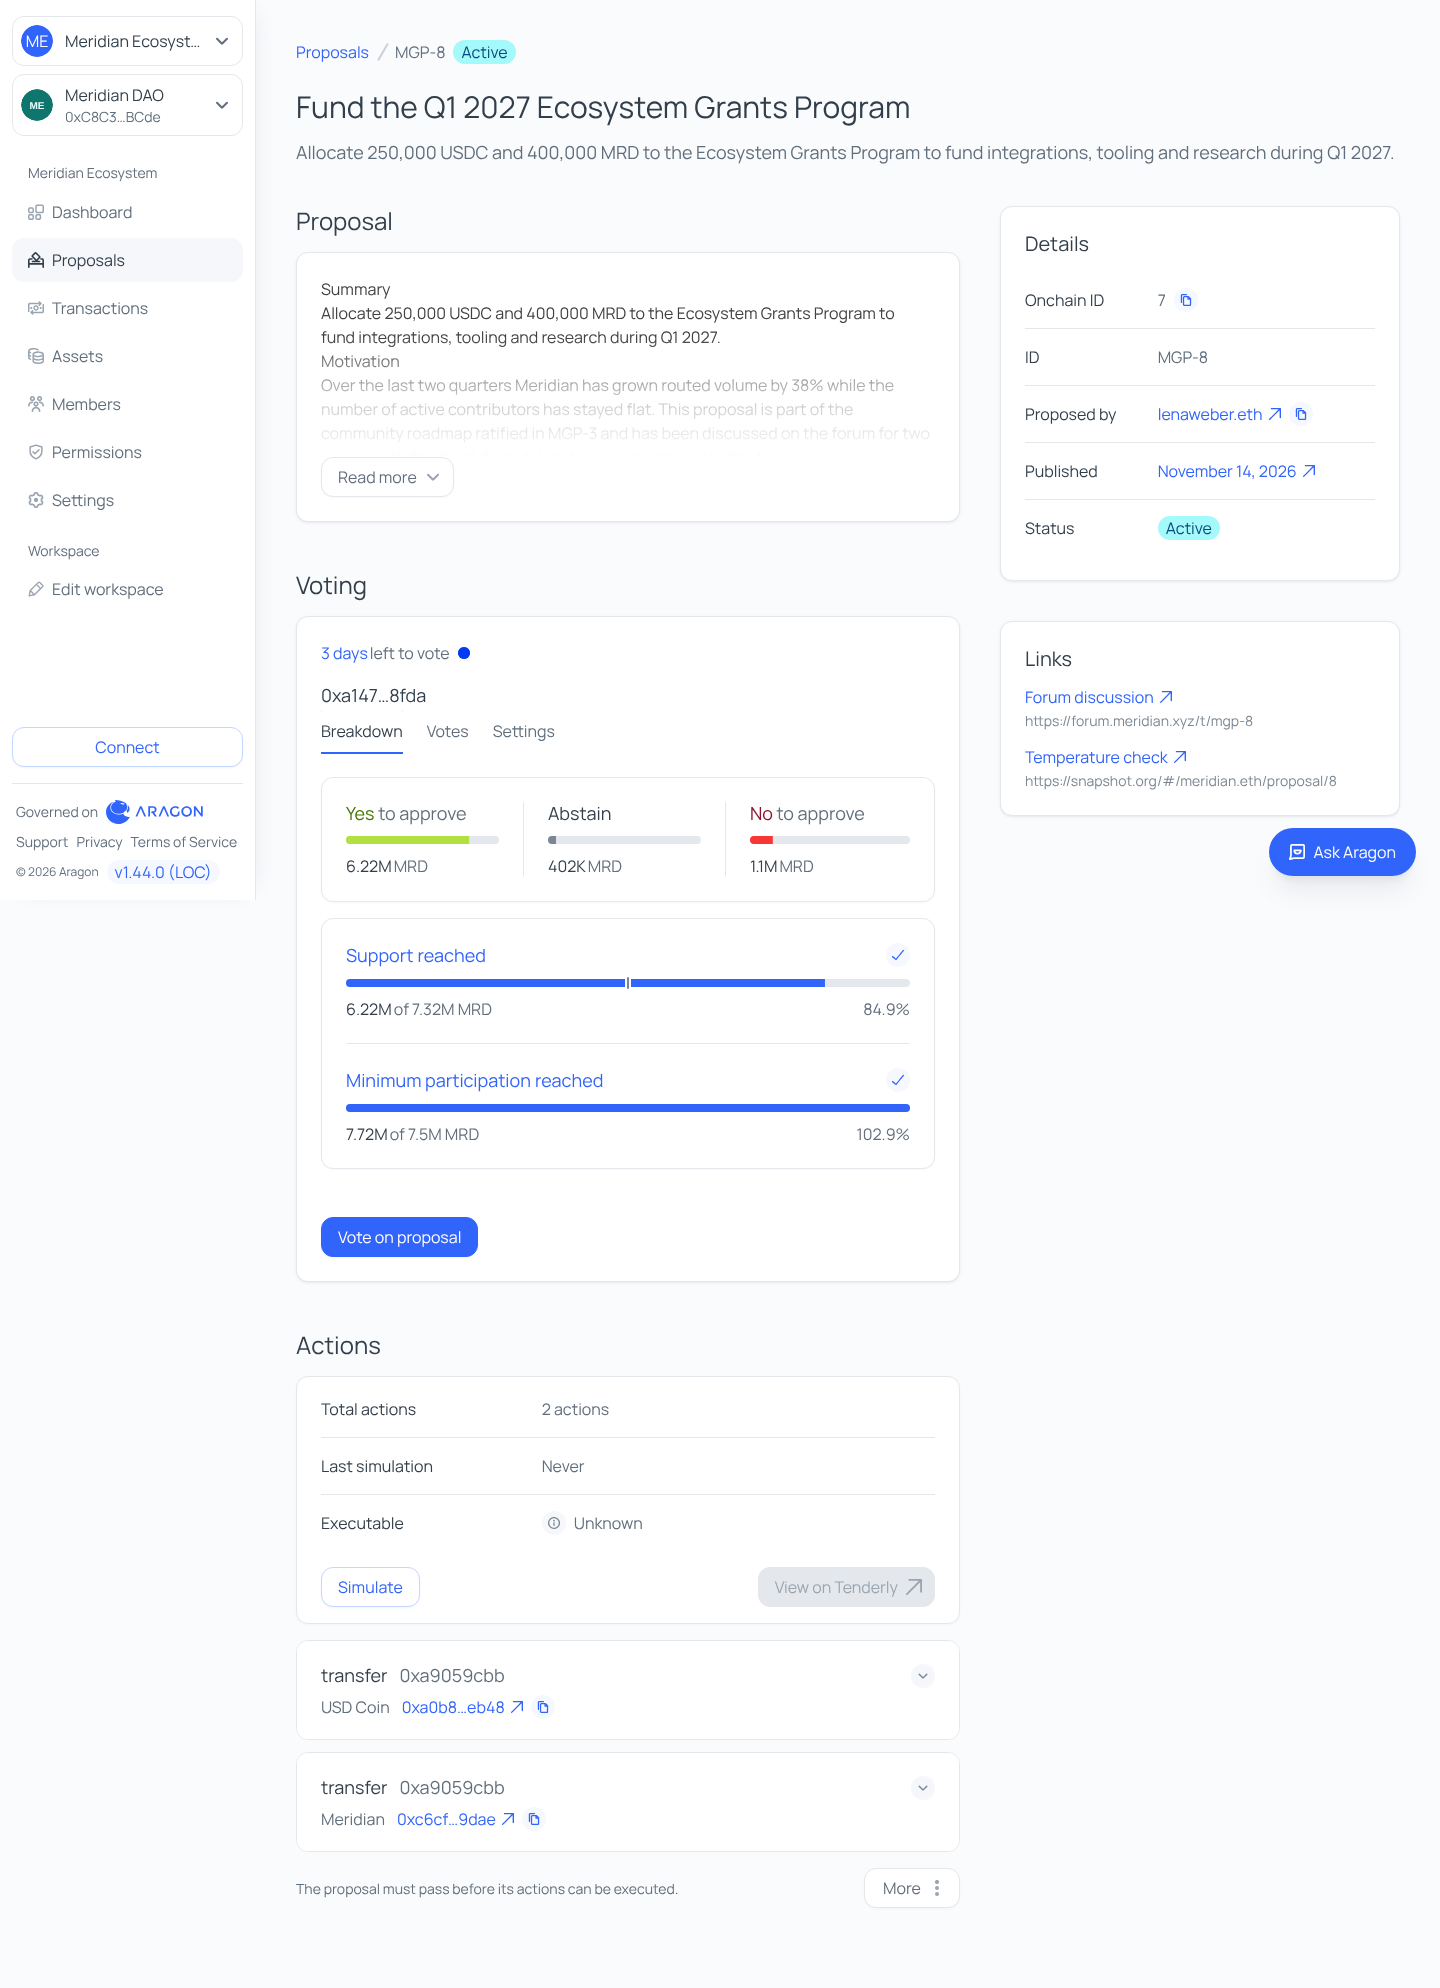 ME
Meridian Ecosyst...
ME
Meridian DAO
0xC8C3...BCde
Meridian Ecosystem
Dashboard
Proposals
Transactions
Assets
Members
Permissions
Settings
Workspace
Edit workspace
Connect
Governed on ARAGON
Support Privacy Terms of Service
© 2026 Aragon v1.44.0 (LOC)
Proposals / MGP-8 Active
Fund the Q1 2027 Ecosystem Grants Program
Allocate 250,000 USDC and 400,000 MRD to the Ecosystem Grants Program to fund integrations, tooling and research during Q1 2027.
Proposal
Summary
Allocate 250,000 USDC and 400,000 MRD to the Ecosystem Grants Program to
fund integrations, tooling and research during Q1 2027.
Motivation
Over the last two quarters Meridian has grown routed volume by 38% while the
number of active contributors has stayed flat. This proposal is part of the
community roadmap ratified in MGP-3 and has been discussed on the forum for two
Read more
Voting
3 days left to vote
0xa147...8fda
Breakdown Votes Settings
Yes to approve
6.22M MRD
Abstain
402K MRD
No to approve
1.1M MRD
Support reached
6.22M of 7.32M MRD 84.9%
Minimum participation reached
7.72M of 7.5M MRD 102.9%
Vote on proposal
Actions
Total actions 2 actions
Last simulation Never
Executable Unknown
Simulate View on Tenderly
transfer 0xa9059cbb
USD Coin 0xa0b8...eb48
transfer 0xa9059cbb
Meridian 0xc6cf...9dae
The proposal must pass before its actions can be executed. More
Details
Onchain ID 7
ID MGP-8
Proposed by lenaweber.eth
Published November 14, 2026
Status Active
Links
Forum discussion
https://forum.meridian.xyz/t/mgp-8
Temperature check
https://snapshot.org/#/meridian.eth/proposal/8
Ask Aragon